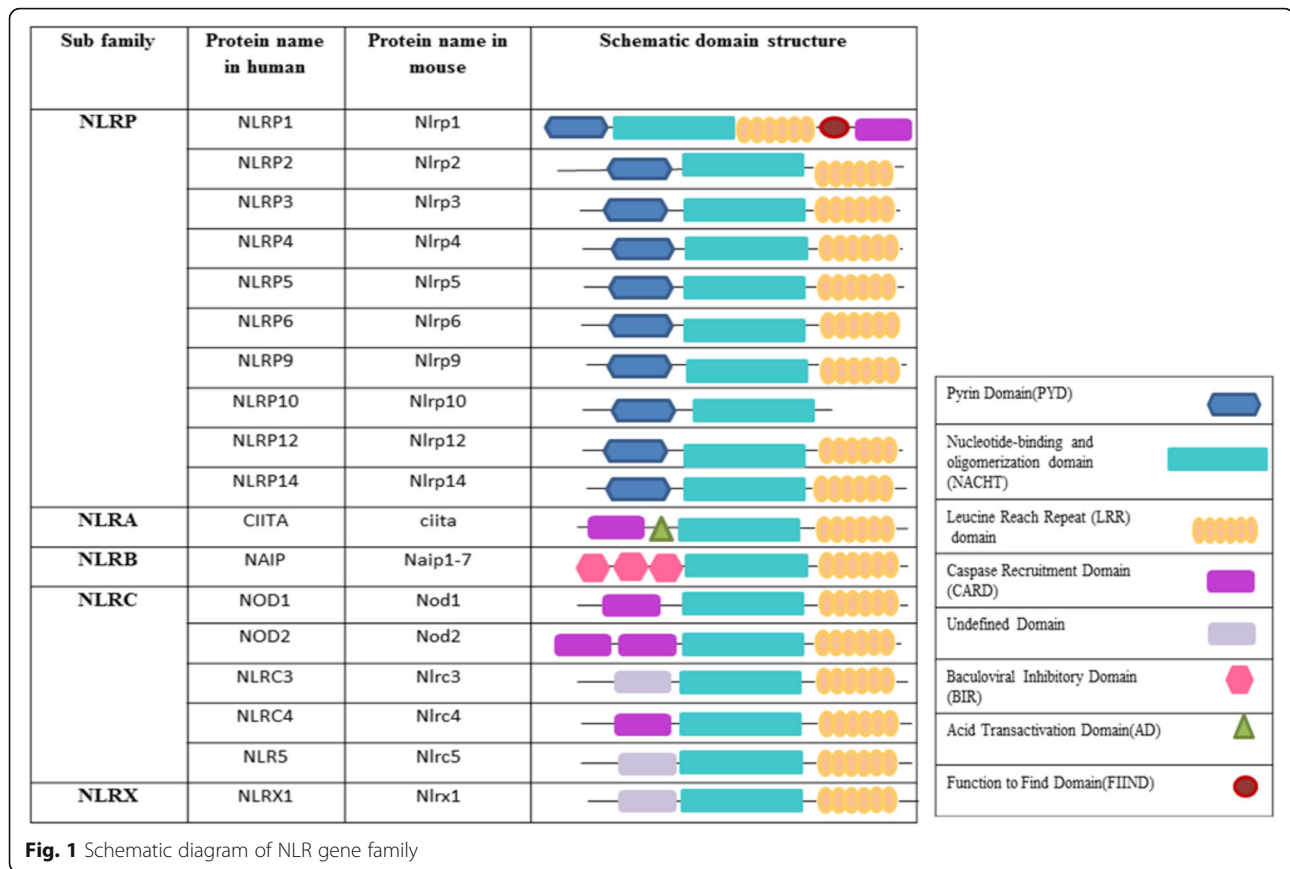 Sub family Protein name in human Protein name in mouse Schematic domain structure
NLRP NLRP1 Nlrp1
NLRP2 Nlrp2
NLRP3 Nlrp3
NLRP4 Nlrp4
NLRP5 Nlrp5
NLRP6 Nlrp6
NLRP9 Nlrp9
NLRP10 Nlrp10
NLRP12 Nlrp12
NLRP14 Nlrp14
NLRA CIITA ciita
NLRB NAIP Naip1-7
NLRC NOD1 Nod1
NOD2 Nod2
NLRC3 Nlrc3
NLRC4 Nlrc4
NLR5 Nlrc5
NLRX NLRX1 Nlrx1
Pyrin Domain(PYD)
Nucleotide-binding and
oligomerization domain
(NACHT)
Leucine Reach Repeat (LRR)
domain
Caspase Recruitment Domain
(CARD)
Undefined Domain
Baculoviral Inhibitory Domain
(BIR)
Acid Transactivation Domain(AD)
Function to Find Domain(FIIND)
Fig. 1 Schematic diagram of NLR gene family